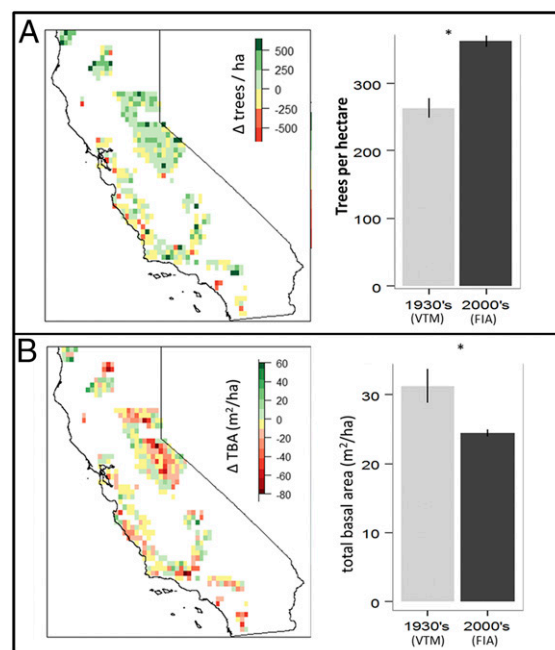 A
Δ trees / ha
500
250
0
-250
-500
Trees per hectare
300
200
100
0
*
1930's
(VTM)
2000's
(FIA)
B
Δ TBA (m²/ha)
60
40
20
0
-20
-40
-60
-80
total basal area (m²/ha)
30
20
10
0
*
1930's
(VTM)
2000's
(FIA)